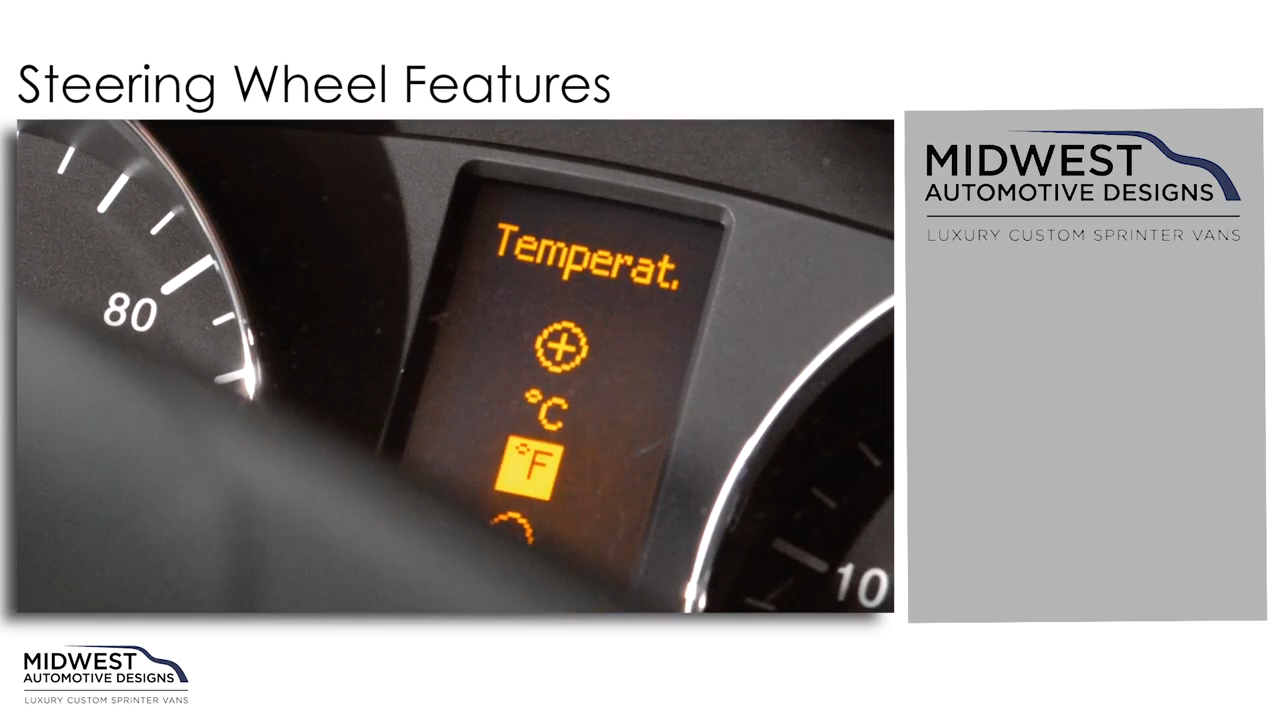 Steering Wheel Features
80
Temperat.
°C
°F
10
MIDWEST
AUTOMOTIVE DESIGNS
LUXURY CUSTOM SPRINTER VANS
MIDWEST
AUTOMOTIVE DESIGNS
LUXURY CUSTOM SPRINTER VANS